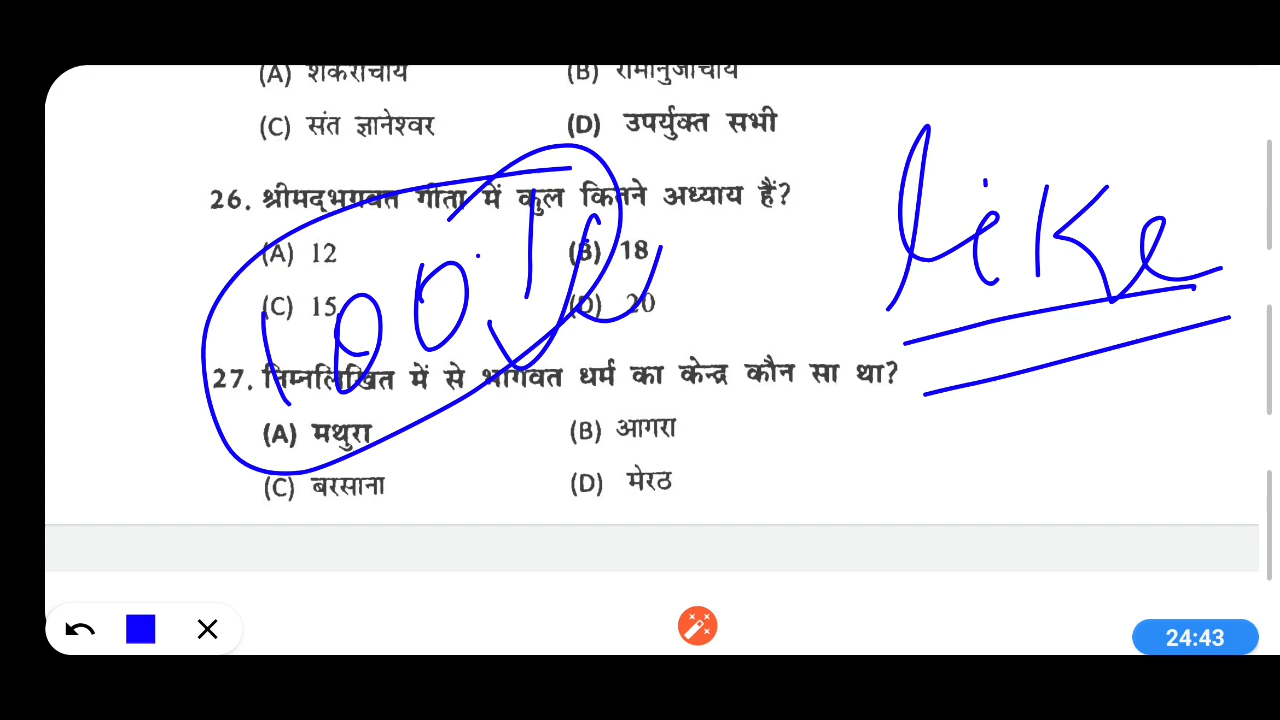 (A) शंकराचार्य (B) रामानुजाचार्य
(C) संत ज्ञानेश्वर (D) उपर्युक्त सभी
26. श्रीमद्भगवत गीता में कुल कितने अध्याय हैं?
(A) 12 (B) 18
(C) 15 (D) 20
like
27. निम्नलिखित में से भागवत धर्म का केन्द्र कौन सा था?
(A) मथुरा (B) आगरा
(C) बरसाना (D) मेरठ
24:43